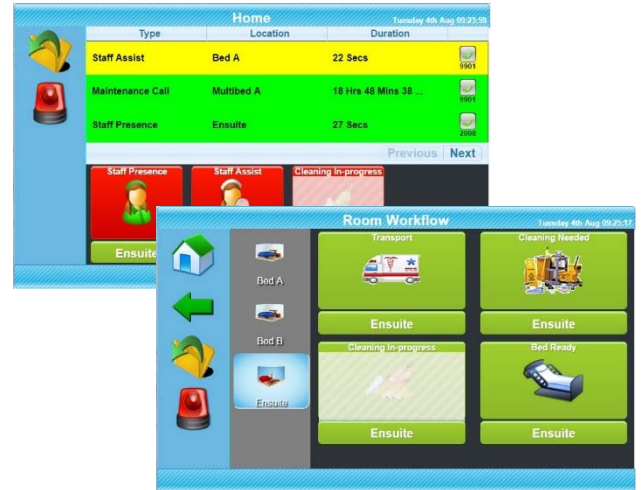 Home
Tuesday 4th Aug 09:23:59
Type Location Duration
Staff Assist Bed A 22 Secs
9901
Maintenance Call Multibed A 18 Hrs 48 Mins 38 ...
9901
Staff Presence Ensuite 27 Secs
2008
Previous Next
Staff Presence Staff Assist Cleaning In-progress
Ensuite
Room Workflow
Tuesday 4th Aug 09:25:17
Bed A
Bed B
Ensuite
Transport Cleaning Needed
Ensuite Ensuite
Cleaning In-progress Bed Ready
Ensuite Ensuite